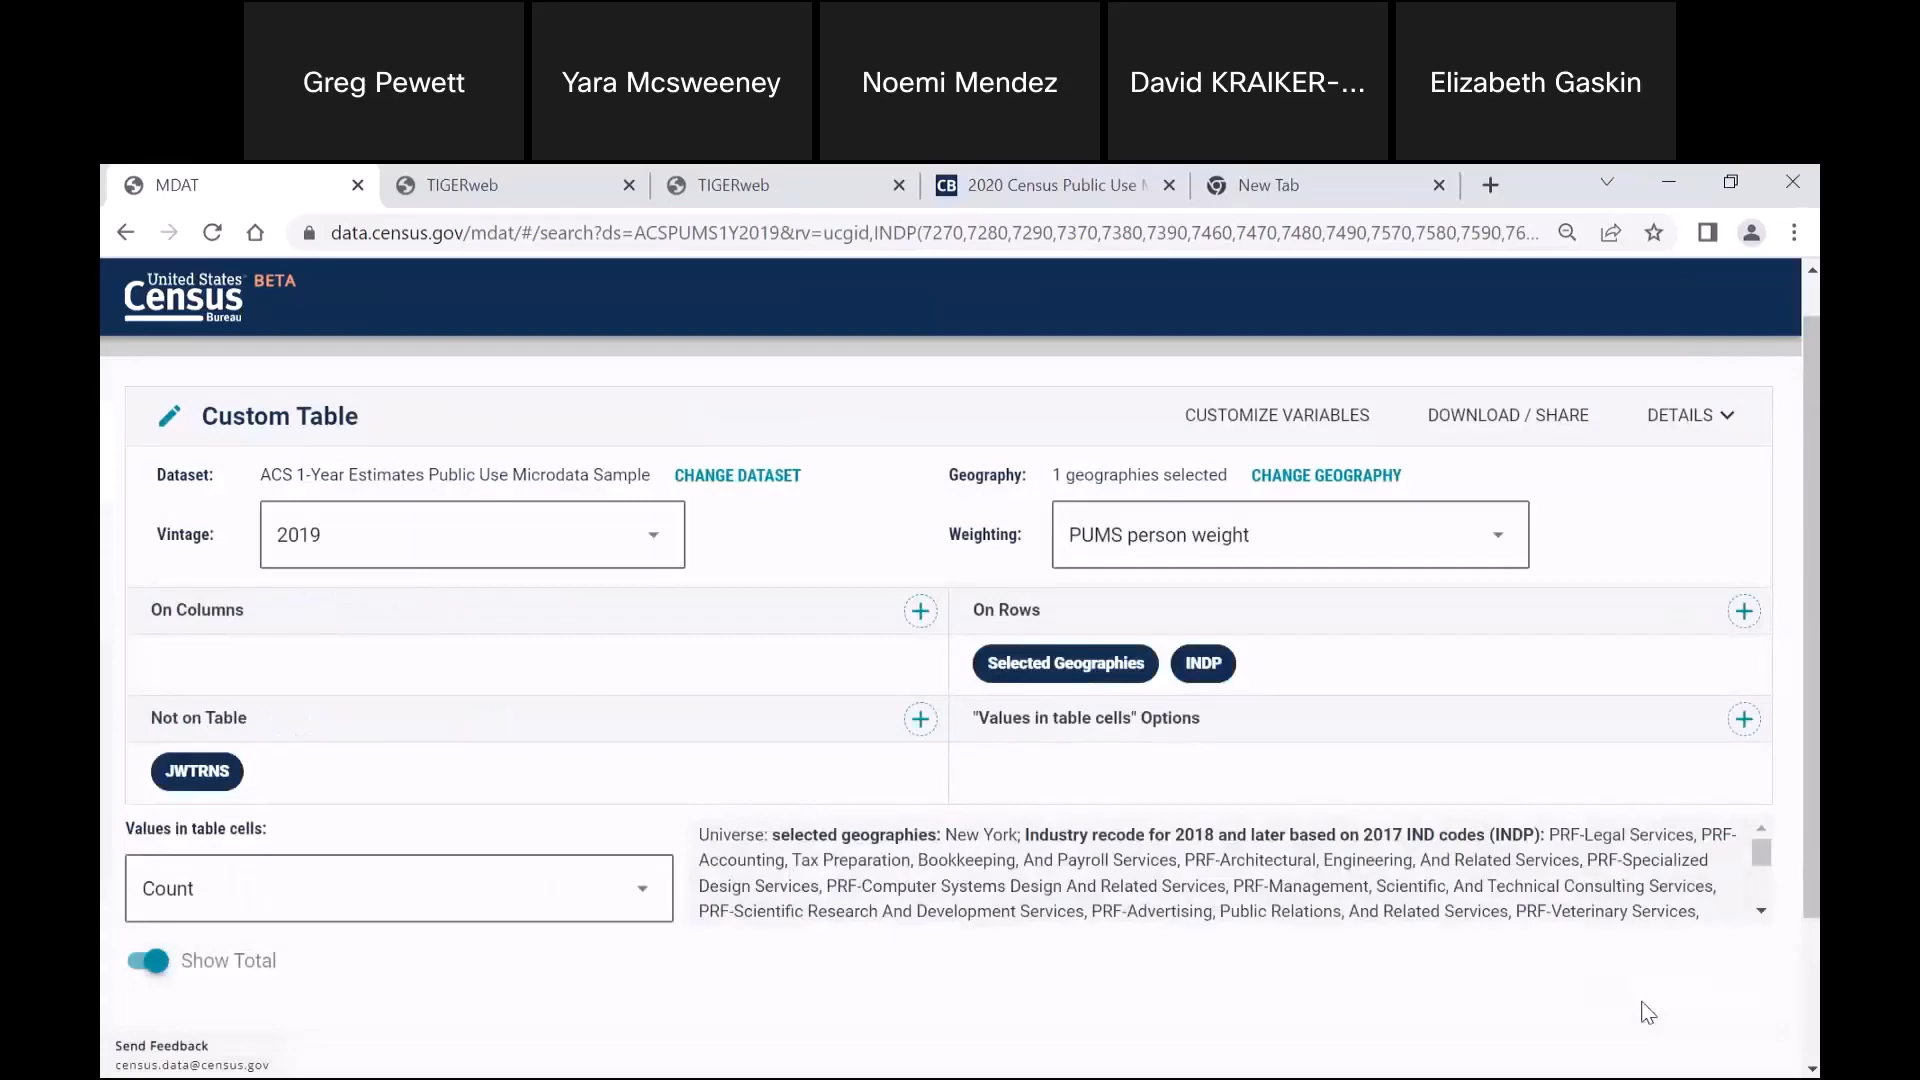 Greg Pewett
Yara Mcsweeney
Noemi Mendez
David KRAIKER-...
Elizabeth Gaskin
MDAT
TIGERweb
TIGERweb
CB 2020 Census Public Use
New Tab
data.census.gov/mdat/#/search?ds=ACSPUMS1Y2019&rv=ucgid,INDP(7270,7280,7290,7370,7380,7390,7460,7470,7480,7490,7570,7580,7590,76...
United States
Census
Bureau
BETA
Custom Table
CUSTOMIZE VARIABLES
DOWNLOAD / SHARE
DETAILS
Dataset: ACS 1-Year Estimates Public Use Microdata Sample CHANGE DATASET
Geography: 1 geographies selected CHANGE GEOGRAPHY
Vintage: 2019
Weighting: PUMS person weight
On Columns
On Rows
Selected Geographies INDP
Not on Table
"Values in table cells" Options
JWTRNS
Values in table cells:
Count
Universe: selected geographies: New York; Industry recode for 2018 and later based on 2017 IND codes (INDP): PRF-Legal Services, PRF-
Accounting, Tax Preparation, Bookkeeping, And Payroll Services, PRF-Architectural, Engineering, And Related Services, PRF-Specialized
Design Services, PRF-Computer Systems Design And Related Services, PRF-Management, Scientific, And Technical Consulting Services,
PRF-Scientific Research And Development Services, PRF-Advertising, Public Relations, And Related Services, PRF-Veterinary Services,
Show Total
Send Feedback
census.data@census.gov